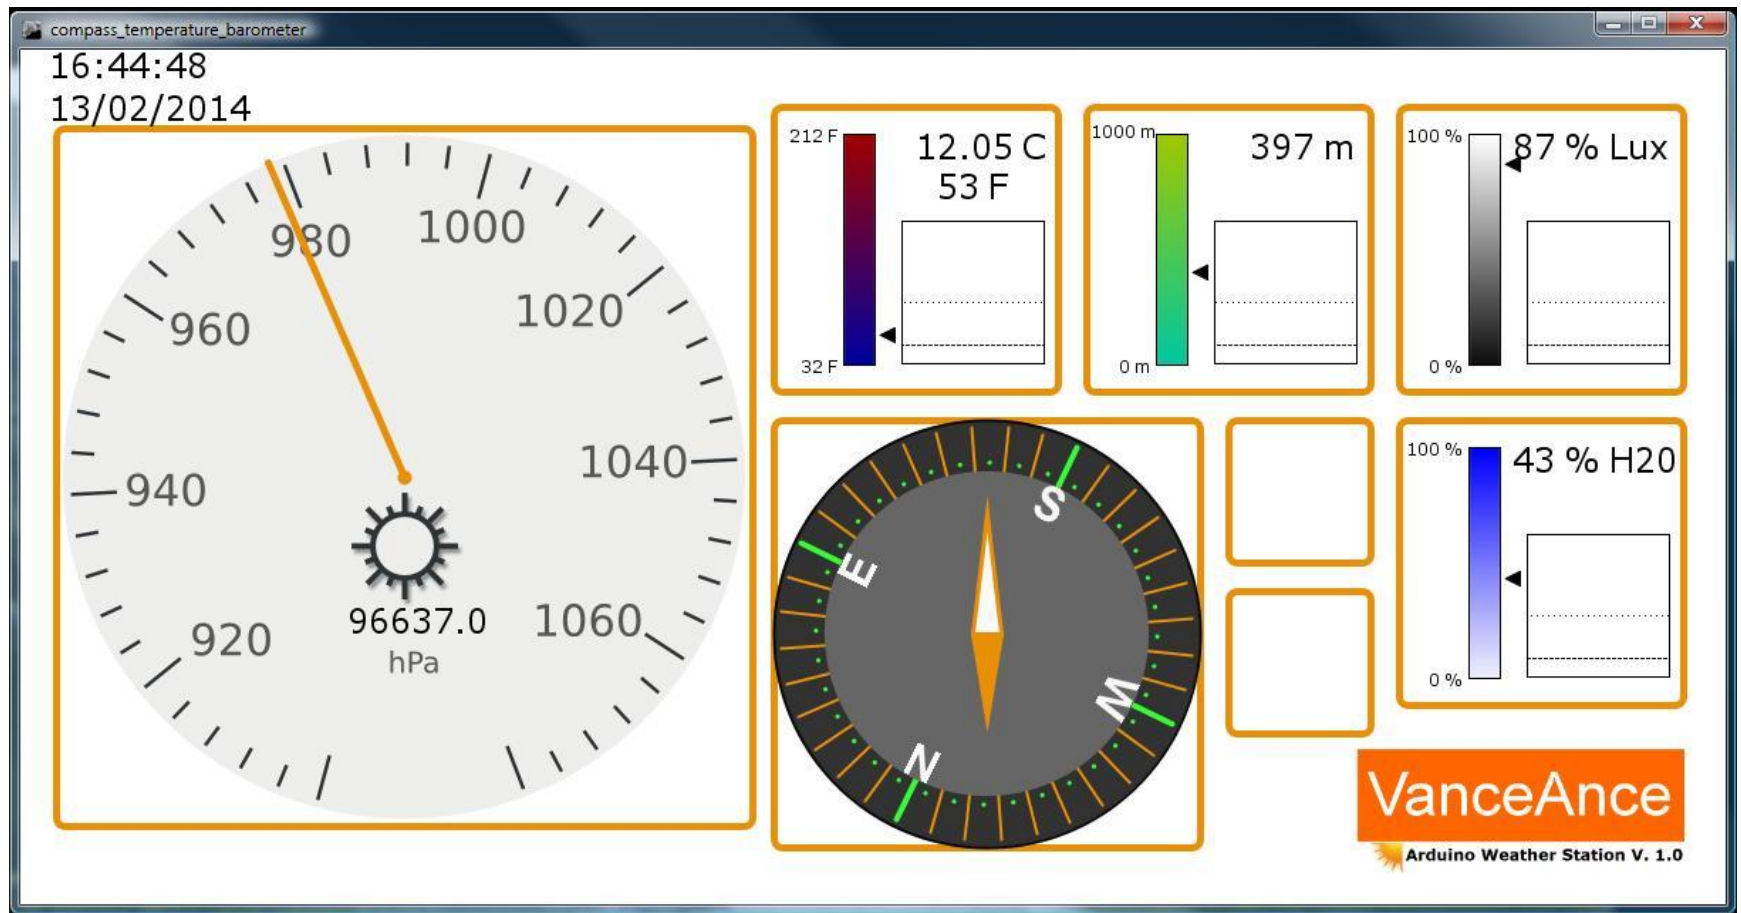 compass_temperature_barometer
16:44:48
13/02/2014
980
1000
960
1020
940
1040
920
1060
96637.0
hPa
212 F
12.05 C
53 F
32 F
1000 m
397 m
0 m
100 %
87 % Lux
0 %
S
E
W
N
100 %
43 % H20
0 %
VanceAnce
Arduino Weather Station V. 1.0